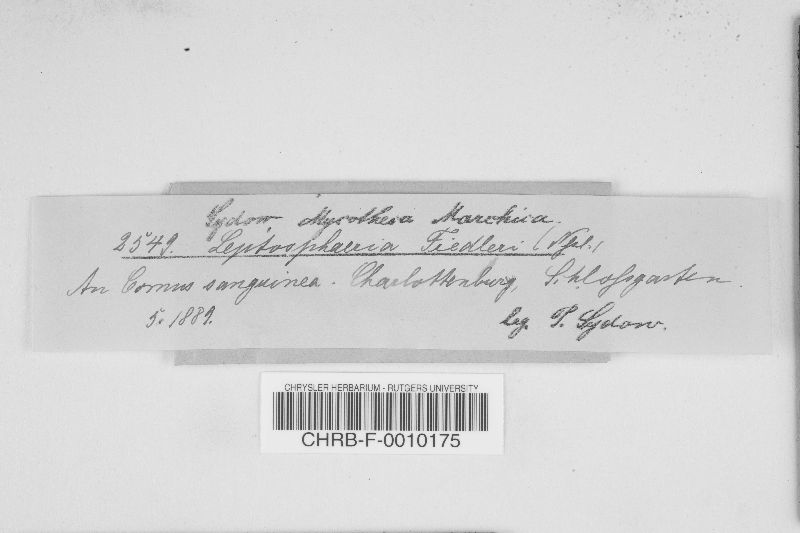 Sydow Mycotheca Marchica.
2549. Leptosphaeria Fiedleri (Nssl.)
An Cornus sanguinea. Charlottenburg, Schlossgarten.
5. 1889.
leg. P. Sydow.
CHRYSLER HERBARIUM - RUTGERS UNIVERSITY
CHRB-F-0010175